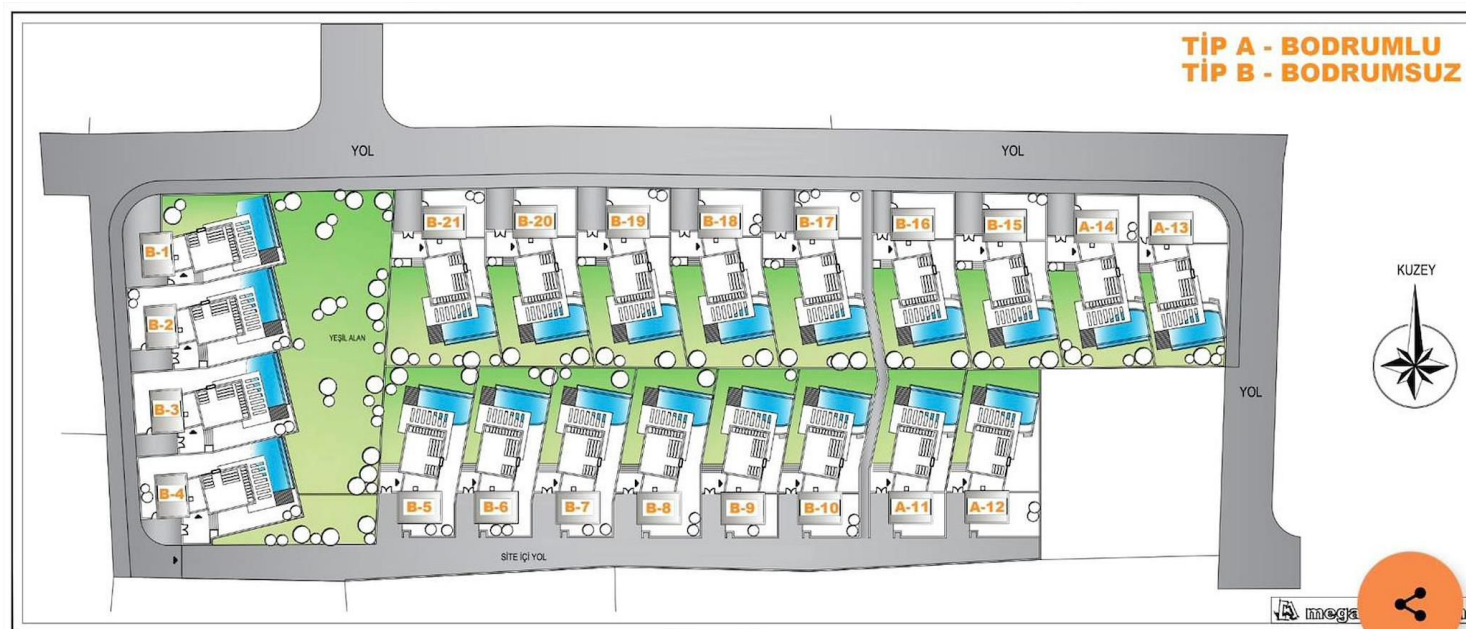 TİP A - BODRUMLU
TİP B - BODRUMSUZ
YOL
YOL
B-21
B-20
B-19
B-18
B-17
B-16
B-15
A-14
A-13
B-1
KUZEY
B-2
YEŞİL ALAN
YOL
B-3
B-4
B-5
B-6
B-7
B-8
B-9
B-10
A-11
A-12
SİTE İÇİ YOL